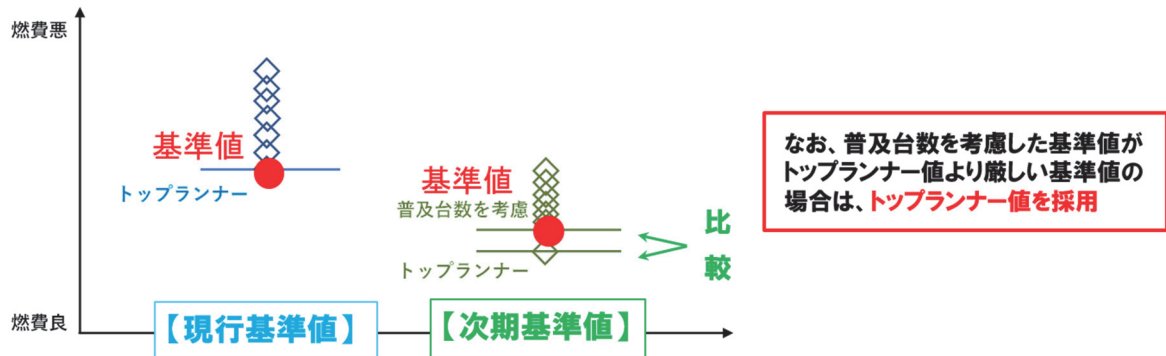 燃費悪
基準値
トップランナー
基準値
普及台数を考慮
トップランナー
比
較
燃費良
【現行基準値】
【次期基準値】
なお、普及台数を考慮した基準値が
トップランナー値より厳しい基準値の
場合は、トップランナー値を採用